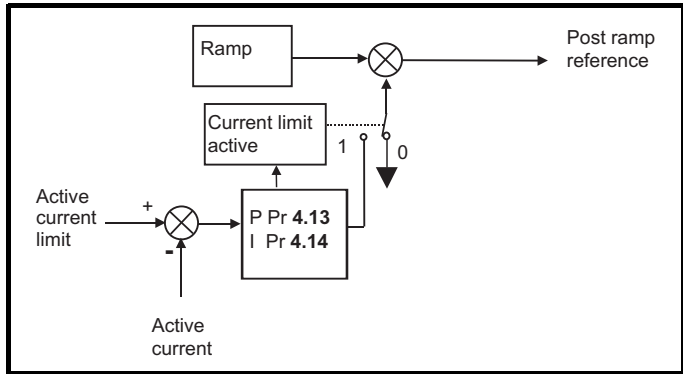 Ramp
Post ramp
reference
Current limit
active
1
0
Active
current
limit
+
-
P Pr 4.13
I Pr 4.14
Active
current